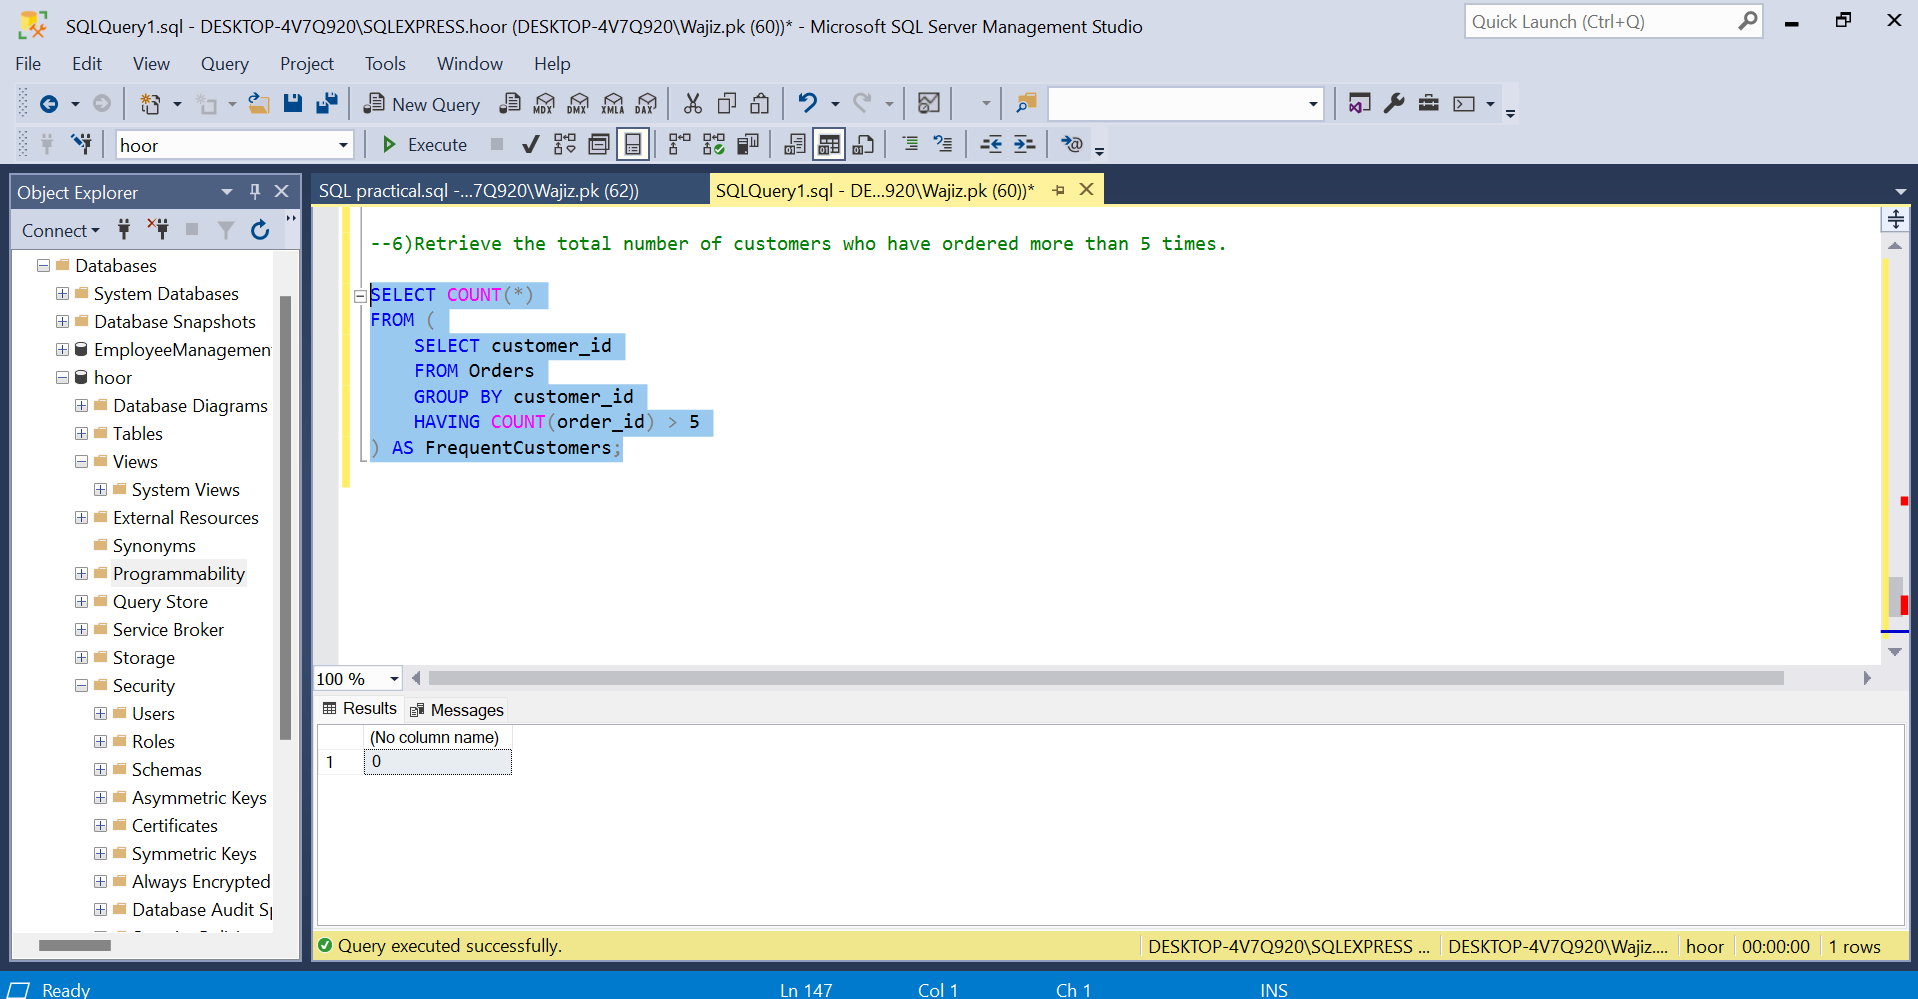 SQLQuery1.sql - DESKTOP-4V7Q920\SQLEXPRESS.hoor (DESKTOP-4V7Q920\Wajiz.pk (60))* - Microsoft SQL Server Management Studio
Quick Launch (Ctrl+Q)
File Edit View Query Project Tools Window Help
New Query MDX DMX XMLA DAX
hoor Execute
Object Explorer
SQL practical.sql -...7Q920\Wajiz.pk (62))
SQLQuery1.sql - DE...920\Wajiz.pk (60))*
Connect
Databases
System Databases
Database Snapshots
EmployeeManagemen
hoor
Database Diagrams
Tables
Views
System Views
External Resources
Synonyms
Programmability
Query Store
Service Broker
Storage
Security
Users
Roles
Schemas
Asymmetric Keys
Certificates
Symmetric Keys
Always Encrypted
Database Audit Sp
--6)Retrieve the total number of customers who have ordered more than 5 times.
SELECT COUNT(*)
FROM (
SELECT customer_id
FROM Orders
GROUP BY customer_id
HAVING COUNT(order_id) > 5
) AS FrequentCustomers;
100 %
Results Messages
(No column name)
1 0
Query executed successfully.
DESKTOP-4V7Q920\SQLEXPRESS ... DESKTOP-4V7Q920\Wajiz.... hoor 00:00:00 1 rows
Ready Ln 147 Col 1 Ch 1 INS